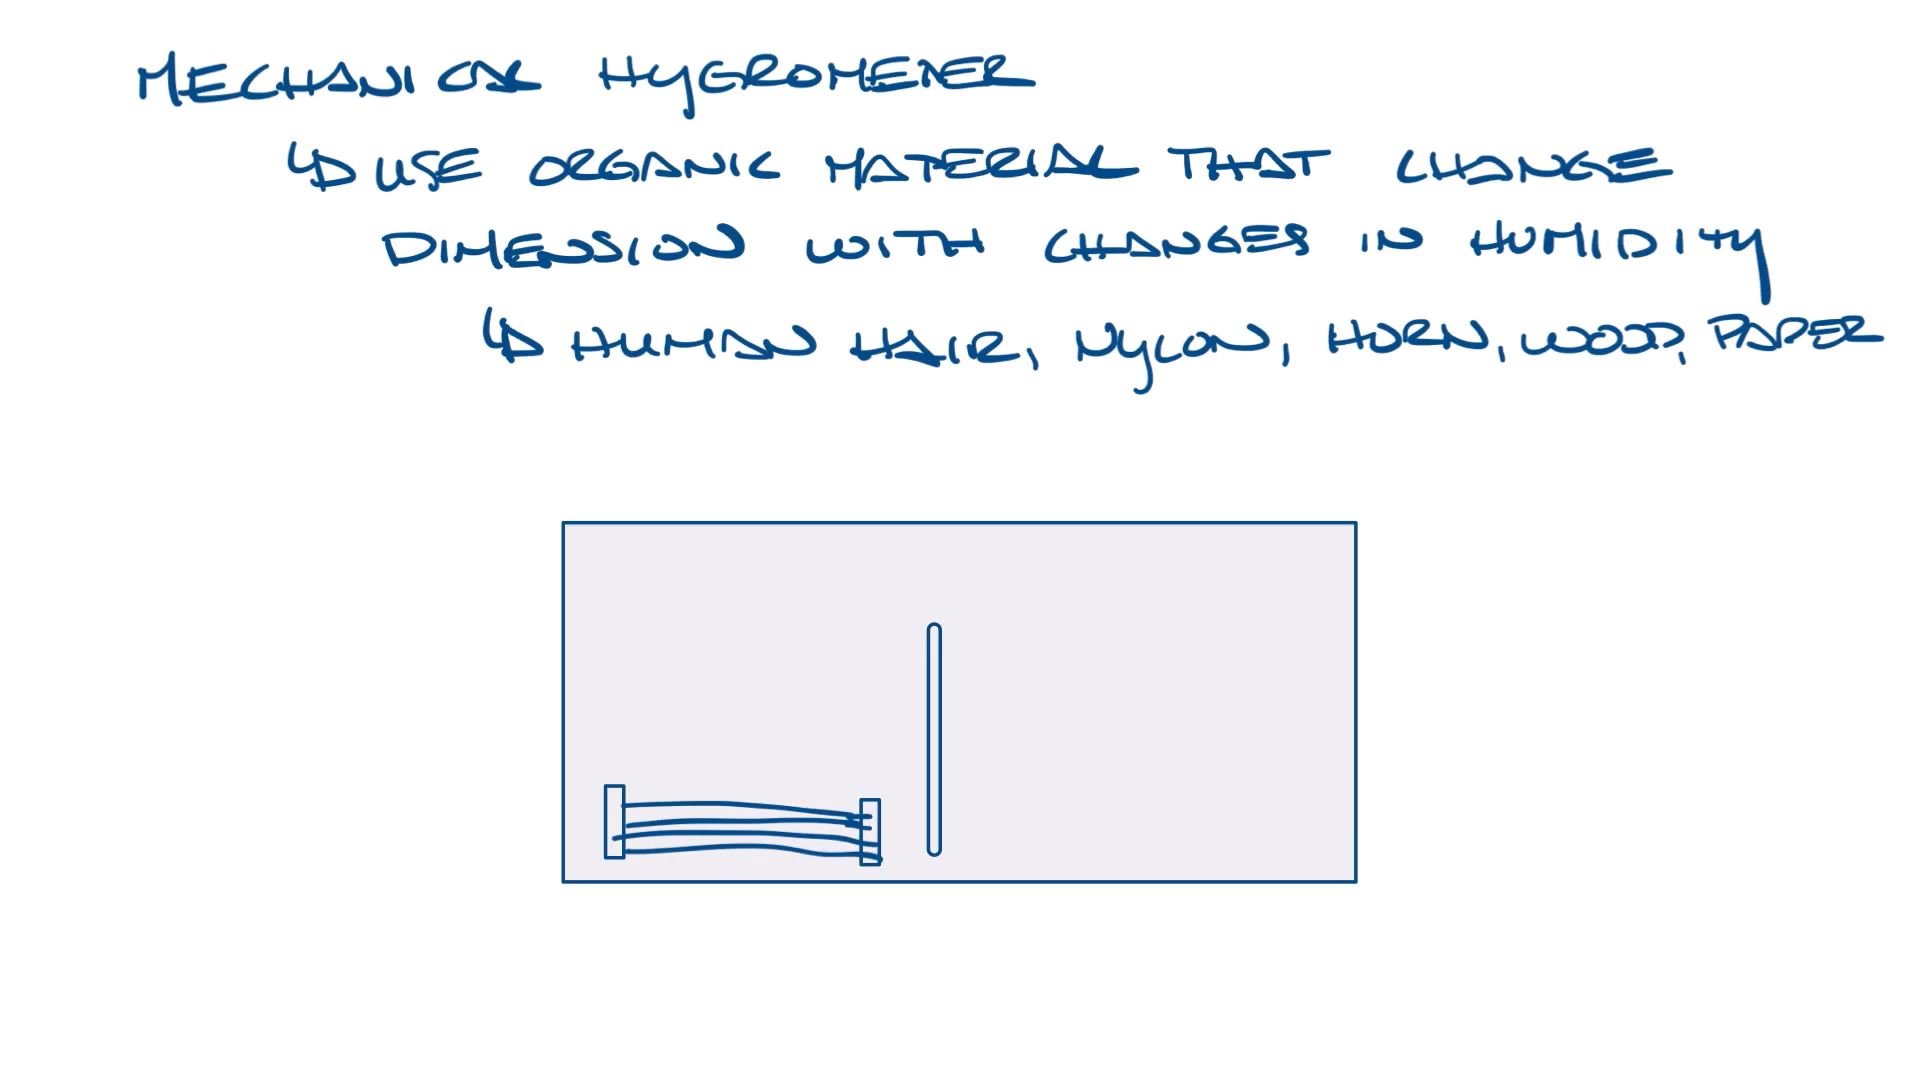 MECHANICAL HYGROMETER
↳ USE ORGANIC MATERIAL THAT CHANGE
DIMENSION WITH CHANGES IN HUMIDITY
↳ HUMAN HAIR, NYLON, HORN, WOOD, PAPER